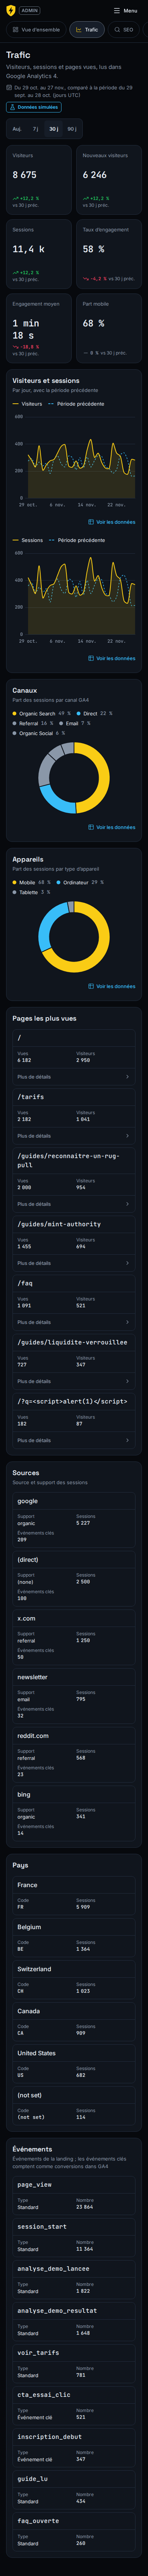 ADMIN
Menu
Vue d'ensemble
Trafic
SEO
Trafic
Visiteurs, sessions et pages vues, lus dans
Google Analytics 4.
Du 29 oct. au 27 nov., comparée à la période du 29
sept. au 28 oct. (jours UTC)
Données simulées
Auj.
7 j
30 j
90 j
Visiteurs
8 675
+12,2 %
vs 30 j préc.
Nouveaux visiteurs
6 246
+12,2 %
vs 30 j préc.
Sessions
11,4 k
+12,2 %
vs 30 j préc.
Taux d'engagement
58 %
-4,2 % vs 30 j préc.
Engagement moyen
1 min
18 s
vs 30 j préc.
Part mobile
68 %
0 % vs 30 j préc.
Visiteurs et sessions
Par jour, avec la période précédente
Visiteurs
Période précédente
600
400
200
0
29 oct.
6 nov.
14 nov.
22 nov.
Voir les données
Sessions
Période précédente
600
400
200
0
29 oct.
6 nov.
14 nov.
22 nov.
Voir les données
Canaux
Part des sessions par canal GA4
Organic Search 49 %
Direct 22 %
Referral 16 %
Email 7 %
Organic Social 6 %
Voir les données
Appareils
Part des sessions par type d'appareil
Mobile 68 %
Ordinateur 29 %
Tablette 3 %
Voir les données
Pages les plus vues
/
Vues
Visiteurs
6 182
2 950
Plus de détails
/tarifs
Vues
Visiteurs
2 182
1 041
Plus de détails
/guides/reconnaitre-un-rug-
pull
Vues
Visiteurs
2 000
954
Plus de détails
/guides/mint-authority
Vues
Visiteurs
1 455
694
Plus de détails
/faq
Vues
Visiteurs
1 091
521
Plus de détails
/guides/liquidite-verrouillee
Vues
Visiteurs
727
347
Plus de détails
/?q=<script>alert(1)</script>
Vues
Visiteurs
182
87
Plus de détails
Sources
Source et support des sessions
google
Support
Sessions
organic
5 227
Événements clés
209
(direct)
Support
Sessions
(none)
2 500
Événements clés
100
x.com
Support
Sessions
referral
1 250
Événements clés
50
newsletter
Support
Sessions
email
795
Événements clés
32
reddit.com
Support
Sessions
referral
568
Événements clés
23
bing
Support
Sessions
organic
341
Événements clés
14
Pays
France
Code
Sessions
FR
5 909
Belgium
Code
Sessions
BE
1 364
Switzerland
Code
Sessions
CH
1 023
Canada
Code
Sessions
CA
909
United States
Code
Sessions
US
682
(not set)
Code
Sessions
(not set)
114
Événements
Événements de la landing ; les événements clés
comptent comme conversions dans GA4
page_view
Type
Nombre
Standard
23 864
session_start
Type
Nombre
Standard
11 364
analyse_demo_lancee
Type
Nombre
Standard
1 822
analyse_demo_resultat
Type
Nombre
Standard
1 648
voir_tarifs
Type
Nombre
Standard
781
cta_essai_clic
Type
Nombre
Événement clé
521
inscription_debut
Type
Nombre
Événement clé
347
guide_lu
Type
Nombre
Standard
434
faq_ouverte
Type
Nombre
Standard
260